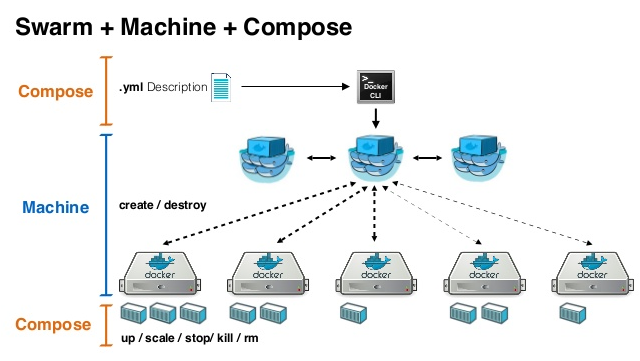 Swarm + Machine + Compose
Compose
.yml Description
>_
Docker
CLI
Machine
create / destroy
docker
docker
docker
docker
docker
Compose
up / scale / stop/ kill / rm